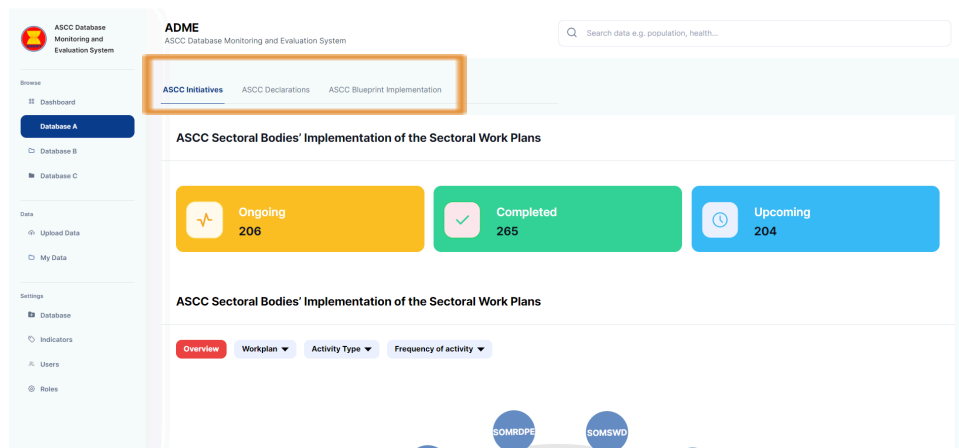 ASCC Database
Monitoring and
Evaluation System
Browse
Dashboard
Database A
Database B
Database C
Data
Upload Data
My Data
Settings
Database
Indicators
Users
Roles
ADME
ASCC Database Monitoring and Evaluation System
Search data e.g. population, health...
ASCC Initiatives ASCC Declarations ASCC Blueprint Implementation
ASCC Sectoral Bodies' Implementation of the Sectoral Work Plans
Ongoing
206
Completed
265
Upcoming
204
ASCC Sectoral Bodies' Implementation of the Sectoral Work Plans
Overview Workplan Activity Type Frequency of activity
SOMRDPE SOMSWD